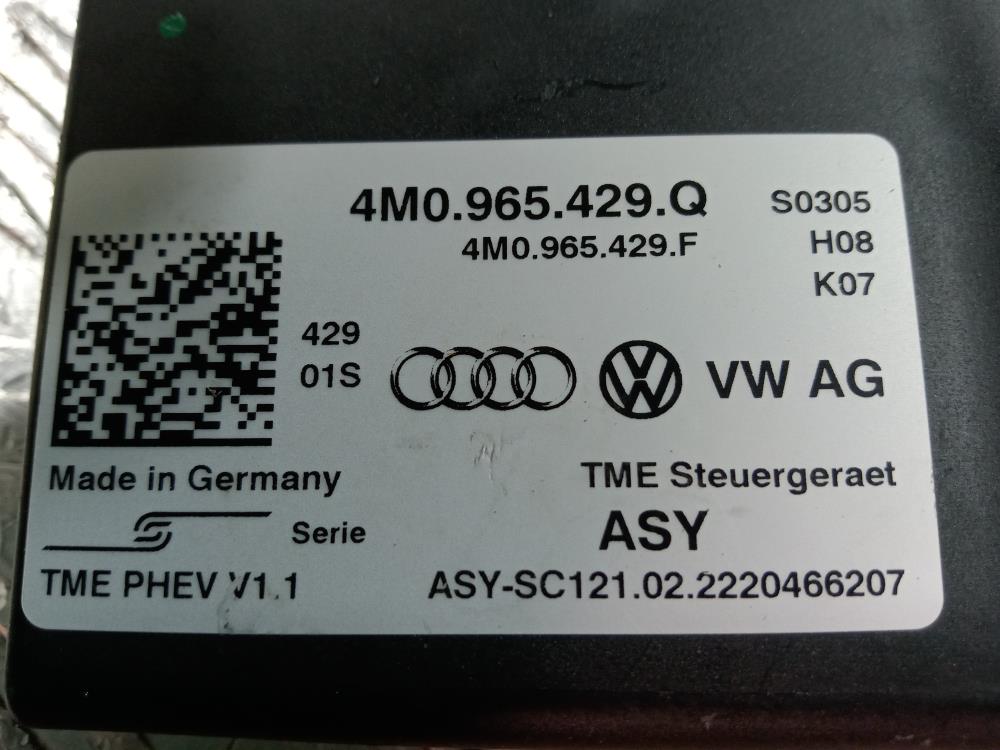 4M0.965.429.Q S0305
4M0.965.429.F H08
K07
429
01S
VW AG
Made in Germany
TME Steuergeraet
Serie
ASY
TME PHEV V1.1
ASY-SC121.02.2220466207